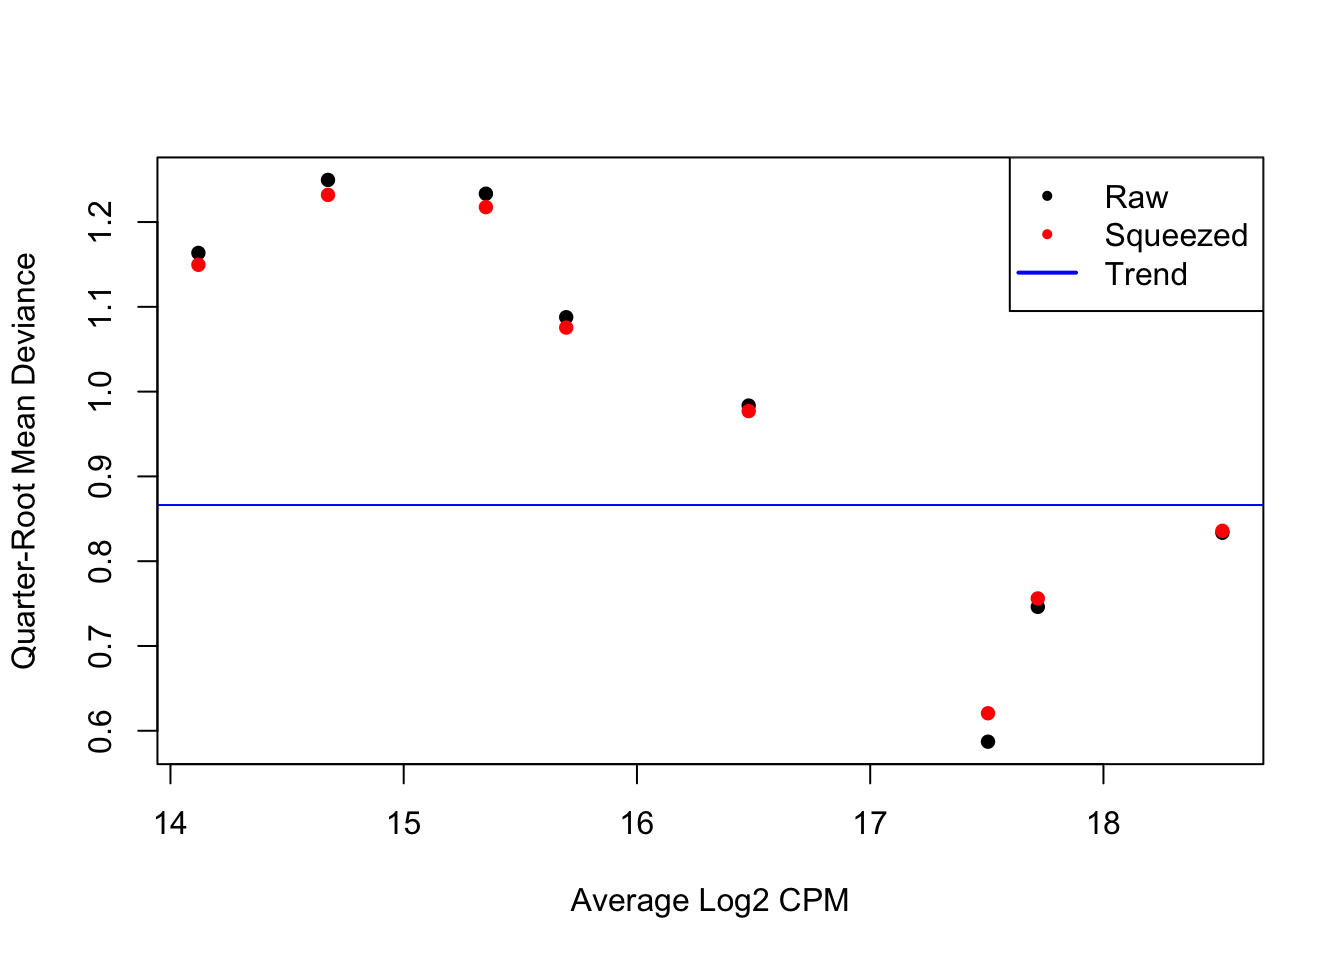 Raw
Squeezed
Trend
Quarter-Root Mean Deviance
1.2
1.1
1.0
0.9
0.8
0.7
0.6
14 15 16 17 18
Average Log2 CPM